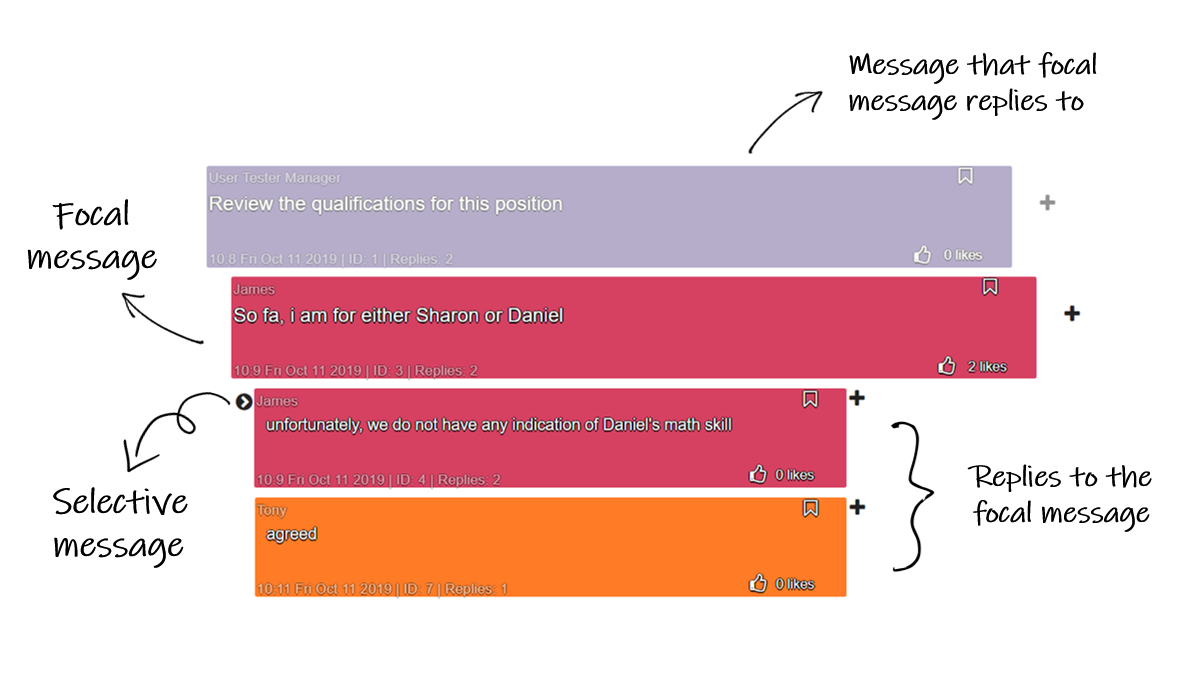 Message that focal
message replies to
User Tester Manager
Review the qualifications for this position
10:8 Fri Oct 11 2019 | ID: 1 | Replies: 2
0 likes
Focal
message
James
So fa, i am for either Sharon or Daniel
10:9 Fri Oct 11 2019 | ID: 3 | Replies: 2
2 likes
James
unfortunately, we do not have any indication of Daniel's math skill
10:9 Fri Oct 11 2019 | ID: 4 | Replies: 2
0 likes
Selective
message
Replies to the
focal message
Tony
agreed
10:11 Fri Oct 11 2019 | ID: 7 | Replies: 1
0 likes